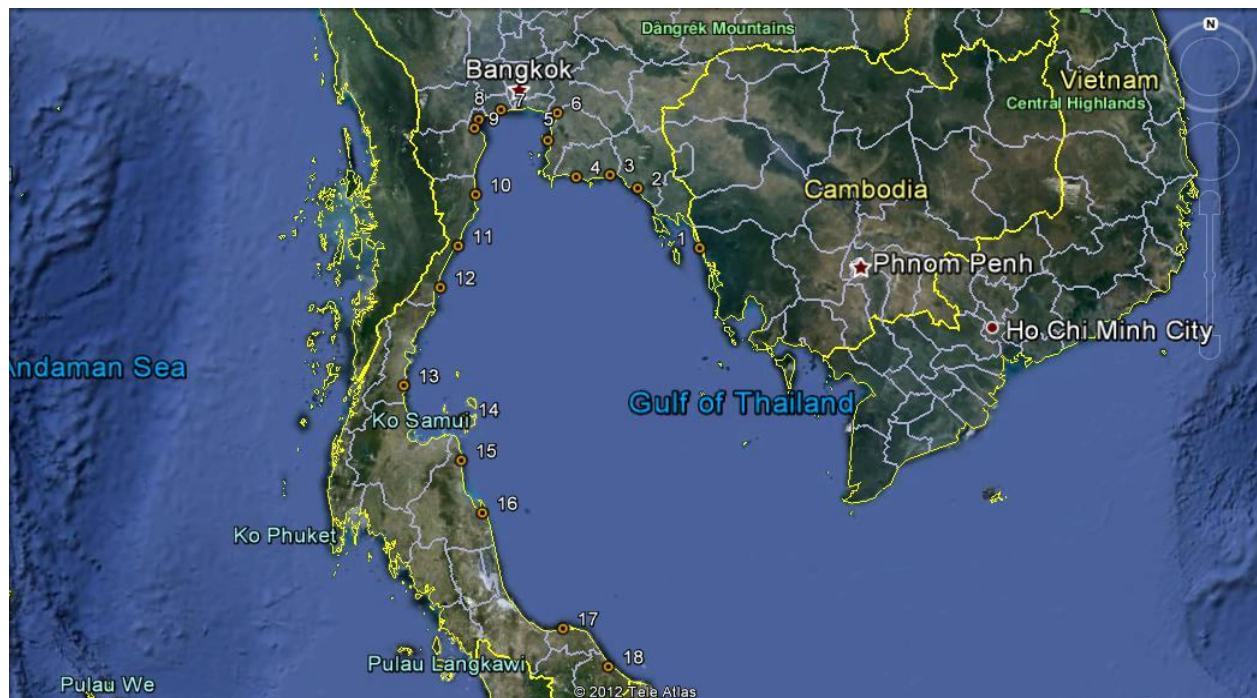 N
Dângrêk Mountains
Bangkok
Vietnam
Central Highlands
8
7
6
9
5
4
3
2
Cambodia
10
11
1
Phnom Penh
12
Ho Chi Minh City
Andaman Sea
13
Gulf of Thailand
14
Ko Samui
15
16
Ko Phuket
17
Pulau Langkawi
18
Pulau We
© 2012 Tele Atlas